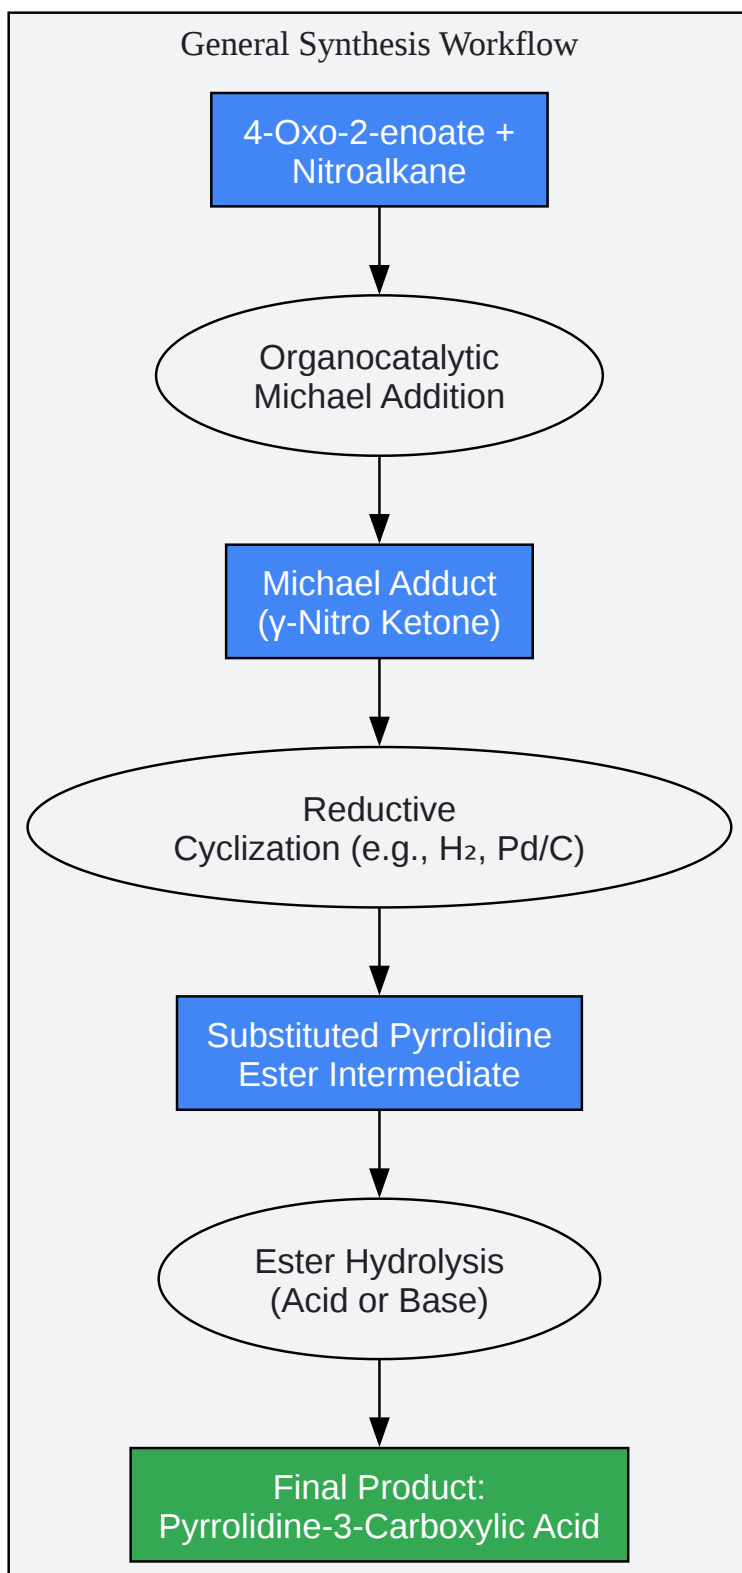 General Synthesis Workflow
4-Oxo-2-enoate +
Nitroalkane
Organocatalytic
Michael Addition
Michael Adduct
(γ-Nitro Ketone)
Reductive
Cyclization (e.g., H₂, Pd/C)
Substituted Pyrrolidine
Ester Intermediate
Ester Hydrolysis
(Acid or Base)
Final Product:
Pyrrolidine-3-Carboxylic Acid